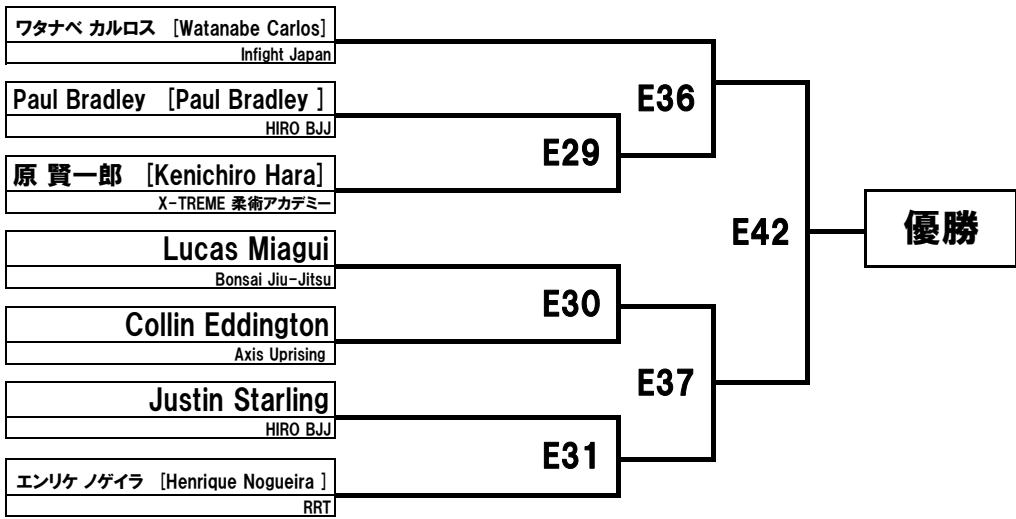 ワタナベ カルロス [Watanabe Carlos]
Infight Japan
Paul Bradley [Paul Bradley ]
HIRO BJJ
原 賢一郎 [Kenichiro Hara]
X-TREME 柔術アカデミー
Lucas Miagui
Bonsai Jiu-Jitsu
Collin Eddington
Axis Uprising
Justin Starling
HIRO BJJ
エンリケ ノゲイラ [Henrique Nogueira ]
RRT
E29
E30
E31
E36
E37
E42
優勝